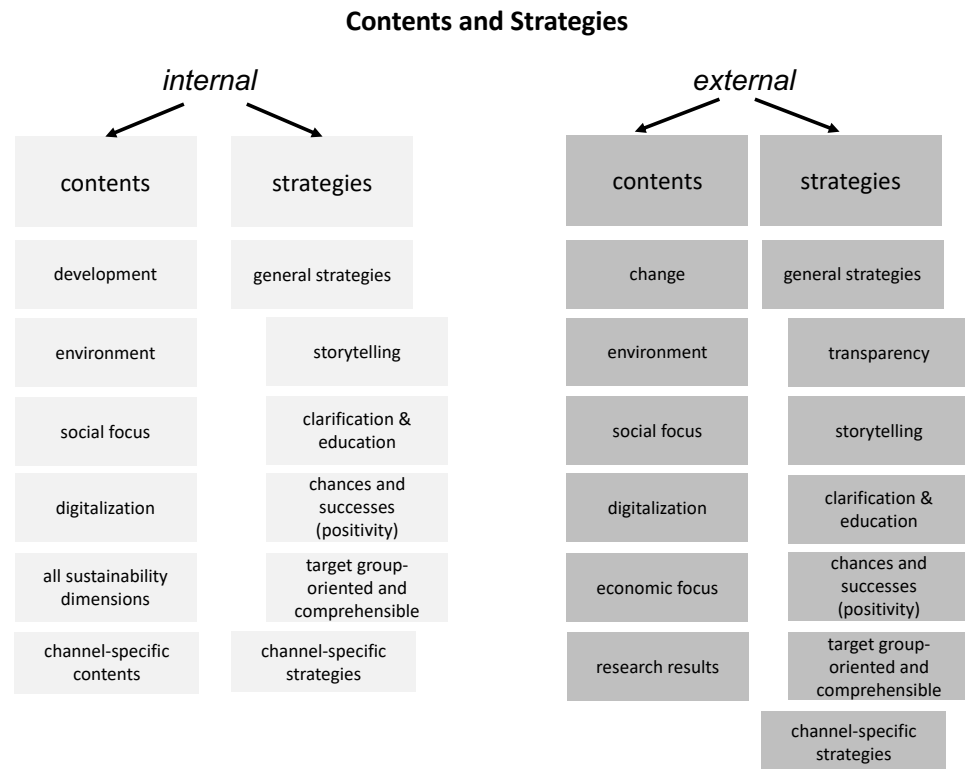 Contents and Strategies
internal
contents
development
environment
social focus
digitalization
all sustainability
dimensions
channel-specific
contents
strategies
general strategies
storytelling
clarification &
education
chances and
successes
(positivity)
target group-
oriented and
comprehensible
channel-specific
strategies
external
contents
change
environment
social focus
digitalization
economic focus
research results
strategies
general strategies
transparency
storytelling
clarification &
education
chances and
successes
(positivity)
target group-
oriented and
comprehensible
channel-specific
strategies